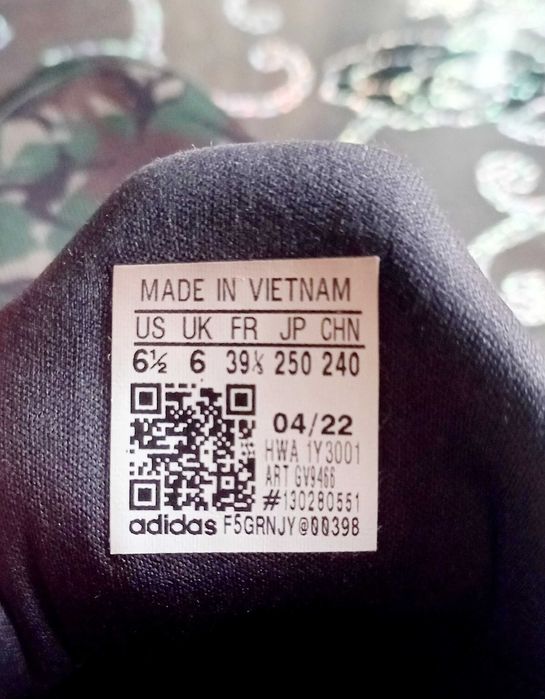 MADE IN VIETNAM
US UK FR JP CHN
6½ 6 39⅓ 250 240
04/22
HWA 1Y3001
ART GV9466
#130280551
adidas F5GRNJY@00398